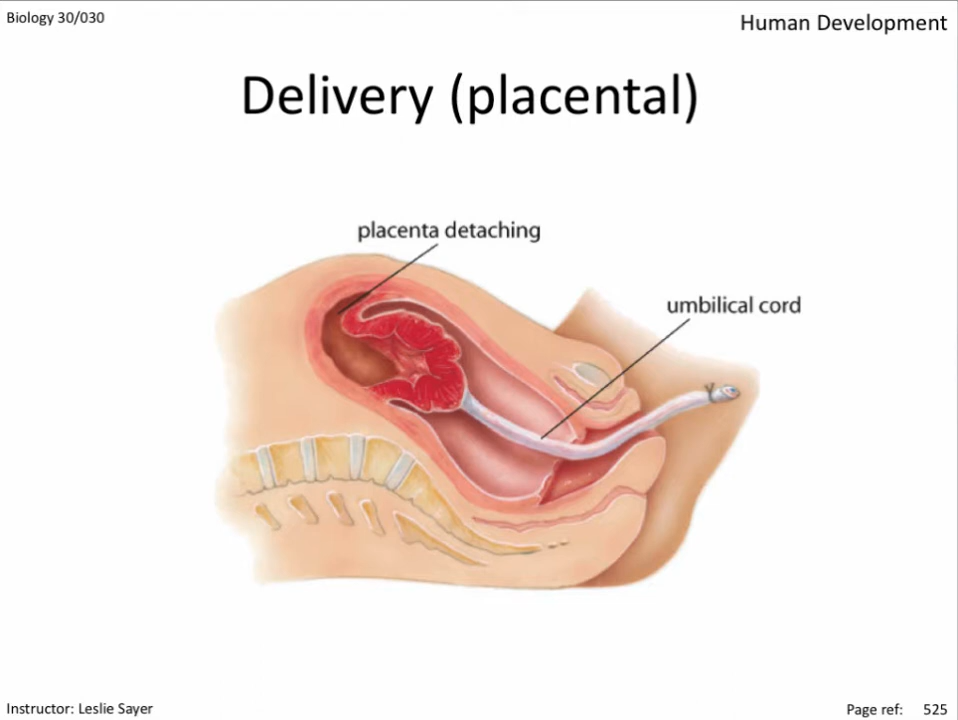 Biology 30/030
Human Development
Delivery (placental)
placenta detaching
umbilical cord
Instructor: Leslie Sayer
Page ref: 525